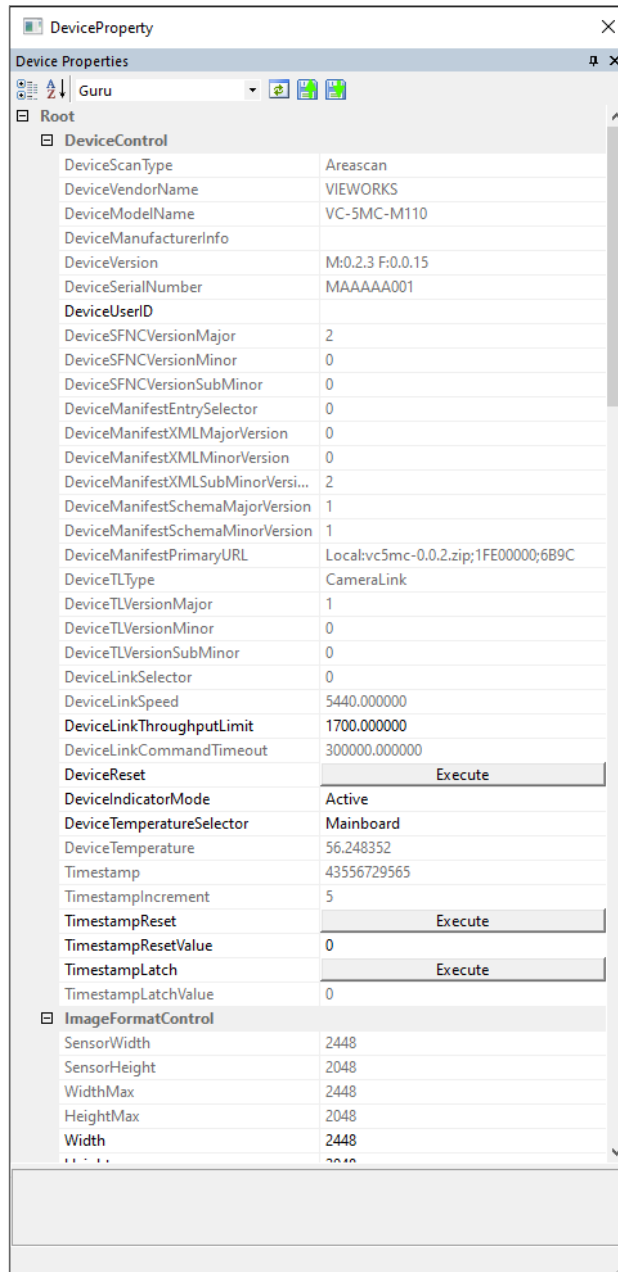 DeviceProperty
Device Properties
Guru
Root
DeviceControl
DeviceScanType Areascan
DeviceVendorName VIEWORKS
DeviceModelName VC-5MC-M110
DeviceManufacturerInfo
DeviceVersion M:0.2.3 F:0.0.15
DeviceSerialNumber MAAAAA001
DeviceUserID
DeviceSFNCVersionMajor 2
DeviceSFNCVersionMinor 0
DeviceSFNCVersionSubMinor 0
DeviceManifestEntrySelector 0
DeviceManifestXMLMajorVersion 0
DeviceManifestXMLMinorVersion 0
DeviceManifestXMLSubMinorVersi... 2
DeviceManifestSchemaMajorVersion 1
DeviceManifestSchemaMinorVersion 1
DeviceManifestPrimaryURL Local:vc5mc-0.0.2.zip;1FE00000;6B9C
DeviceTLType CameraLink
DeviceTLVersionMajor 1
DeviceTLVersionMinor 0
DeviceTLVersionSubMinor 0
DeviceLinkSelector 0
DeviceLinkSpeed 5440.000000
DeviceLinkThroughputLimit 1700.000000
DeviceLinkCommandTimeout 300000.000000
DeviceReset Execute
DeviceIndicatorMode Active
DeviceTemperatureSelector Mainboard
DeviceTemperature 56.248352
Timestamp 43556729565
TimestampIncrement 5
TimestampReset Execute
TimestampResetValue 0
TimestampLatch Execute
TimestampLatchValue 0
ImageFormatControl
SensorWidth 2448
SensorHeight 2048
WidthMax 2448
HeightMax 2048
Width 2448